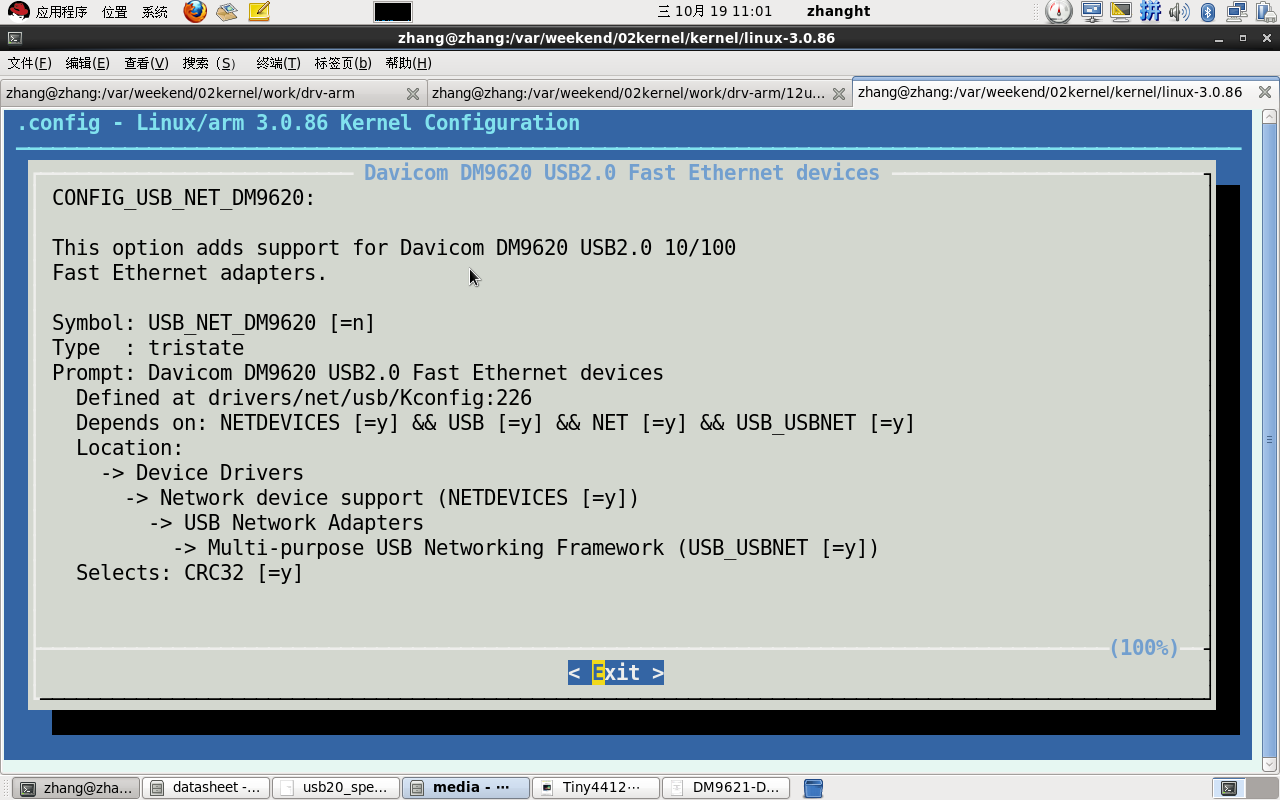 应用程序 位置 系统 三 10月 19 11:01 zhanght 拼
zhang@zhang:/var/weekend/02kernel/kernel/linux-3.0.86
文件(F) 编辑(E) 查看(V) 搜索（S） 终端(T) 标签页(b) 帮助(H)
zhang@zhang:/var/weekend/02kernel/work/drv-arm zhang@zhang:/var/weekend/02kernel/work/drv-arm/12u... zhang@zhang:/var/weekend/02kernel/kernel/linux-3.0.86
.config - Linux/arm 3.0.86 Kernel Configuration
Davicom DM9620 USB2.0 Fast Ethernet devices
CONFIG_USB_NET_DM9620:
This option adds support for Davicom DM9620 USB2.0 10/100
Fast Ethernet adapters.
Symbol: USB_NET_DM9620 [=n]
Type  : tristate
Prompt: Davicom DM9620 USB2.0 Fast Ethernet devices
Defined at drivers/net/usb/Kconfig:226
Depends on: NETDEVICES [=y] && USB [=y] && NET [=y] && USB_USBNET [=y]
Location:
-> Device Drivers
-> Network device support (NETDEVICES [=y])
-> USB Network Adapters
-> Multi-purpose USB Networking Framework (USB_USBNET [=y])
Selects: CRC32 [=y]
(100%)
< Exit >
zhang@zha... datasheet -... usb20_spe... media - ··· Tiny4412··· DM9621-D...